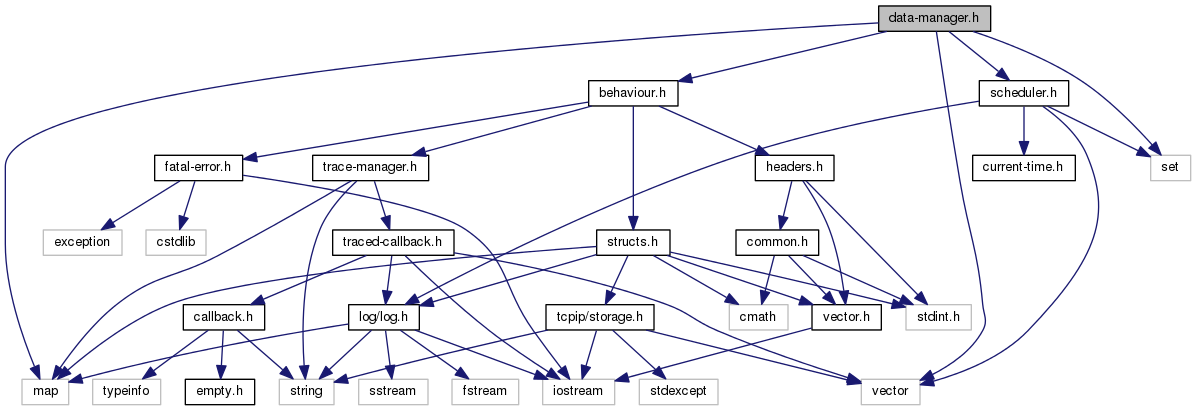 data-manager.h
behaviour.h
scheduler.h
fatal-error.h
trace-manager.h
headers.h
current-time.h
set
exception
cstdlib
traced-callback.h
structs.h
common.h
callback.h
log/log.h
tcpip/storage.h
cmath
vector.h
stdint.h
map
typeinfo
empty.h
string
sstream
fstream
iostream
stdexcept
vector